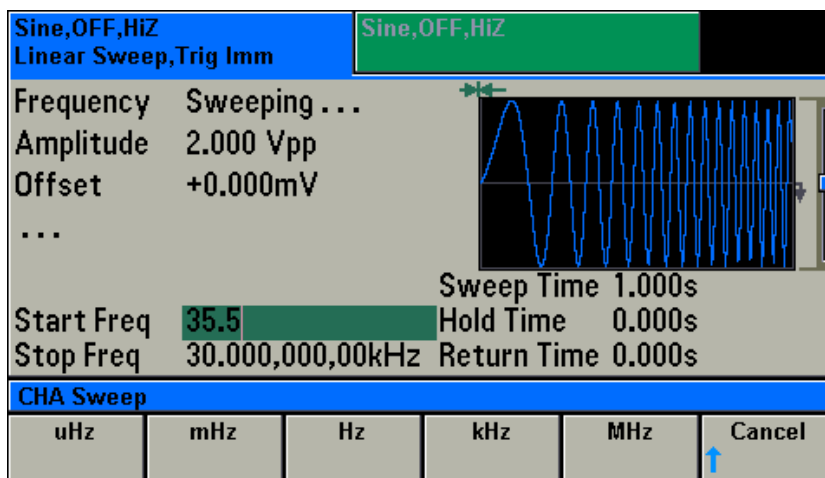 Sine,OFF,HiZ
Linear Sweep,Trig Imm
Sine,OFF,HiZ
Frequency Sweeping...
Amplitude 2.000 Vpp
Offset +0.000mV
...
Sweep Time 1.000s
Start Freq 35.5 Hold Time 0.000s
Stop Freq 30.000,000,00kHz Return Time 0.000s
CHA Sweep
uHz mHz Hz kHz MHz Cancel